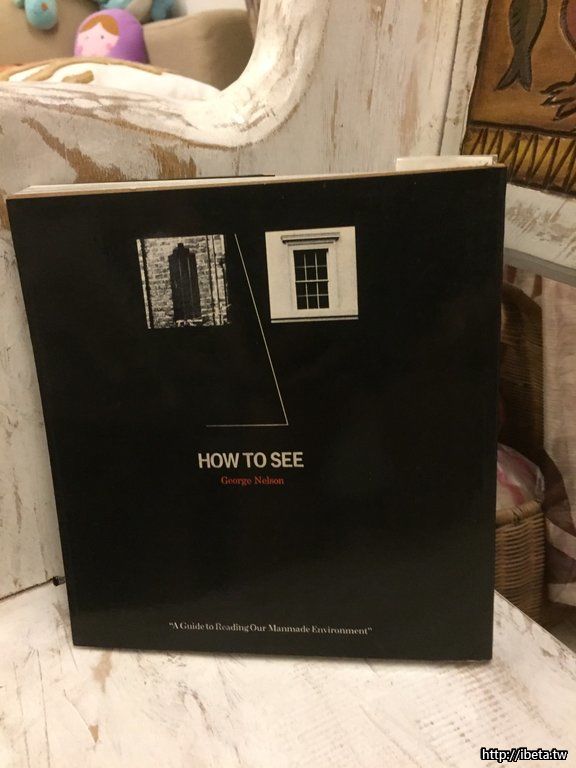 HOW TO SEE
George Nelson
"A Guide to Reading Our Manmade Environment"
http://ibeta.tw